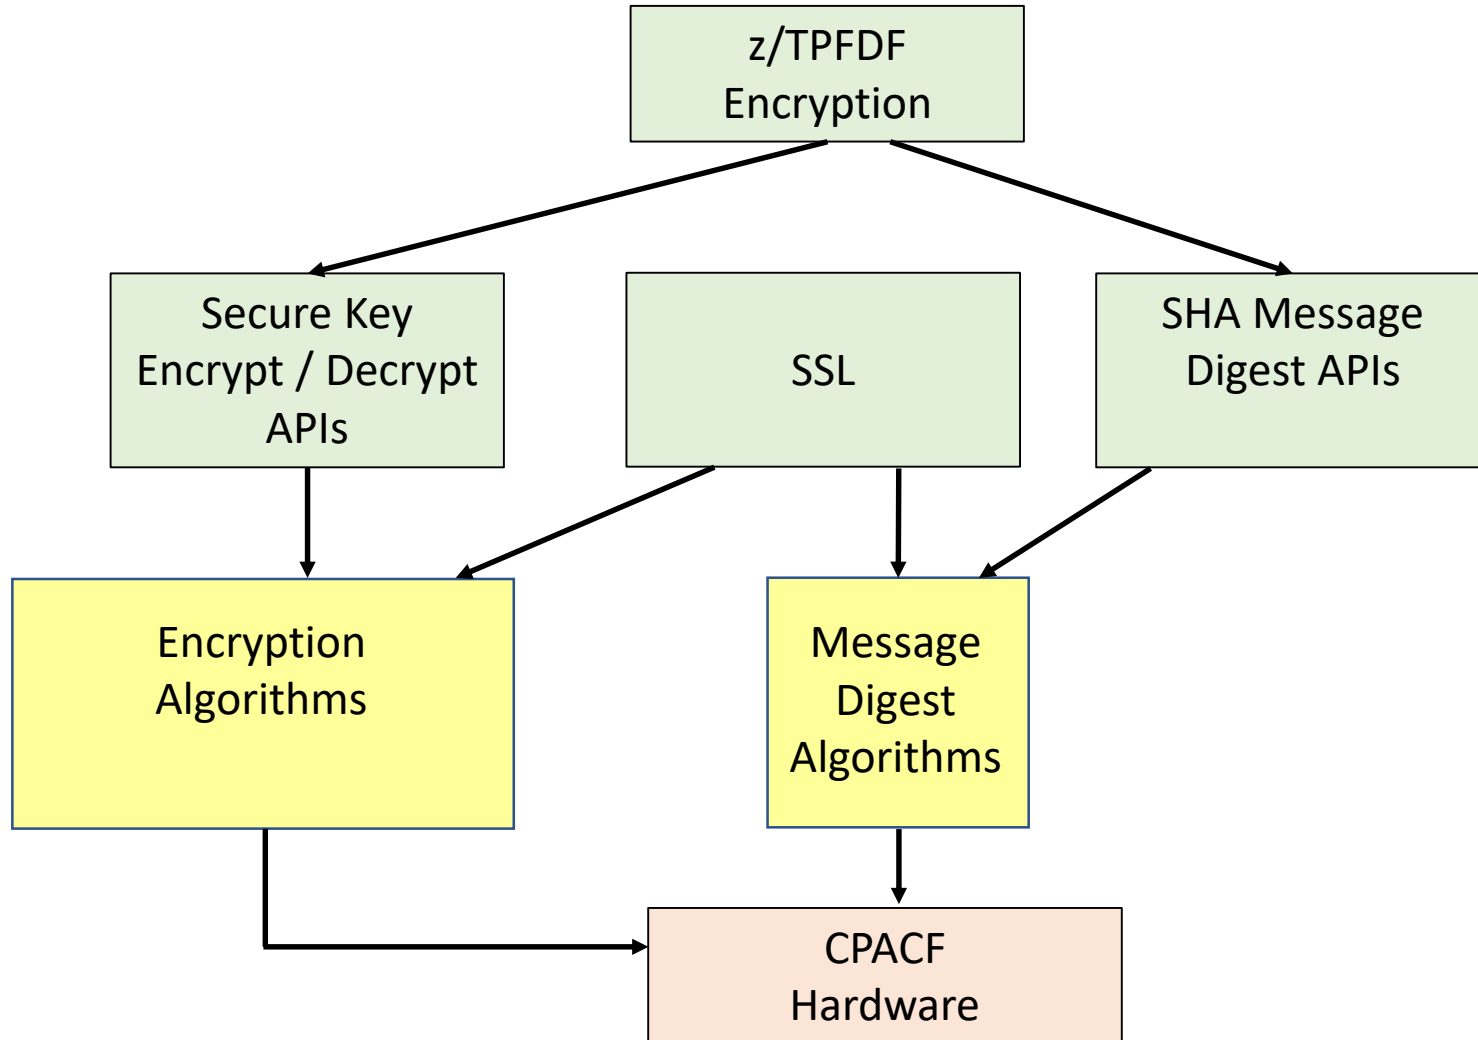 z/TPFDF
Encryption
Secure Key
Encrypt / Decrypt
APIs
SSL
SHA Message
Digest APIs
Encryption
Algorithms
Message
Digest
Algorithms
CPACF
Hardware